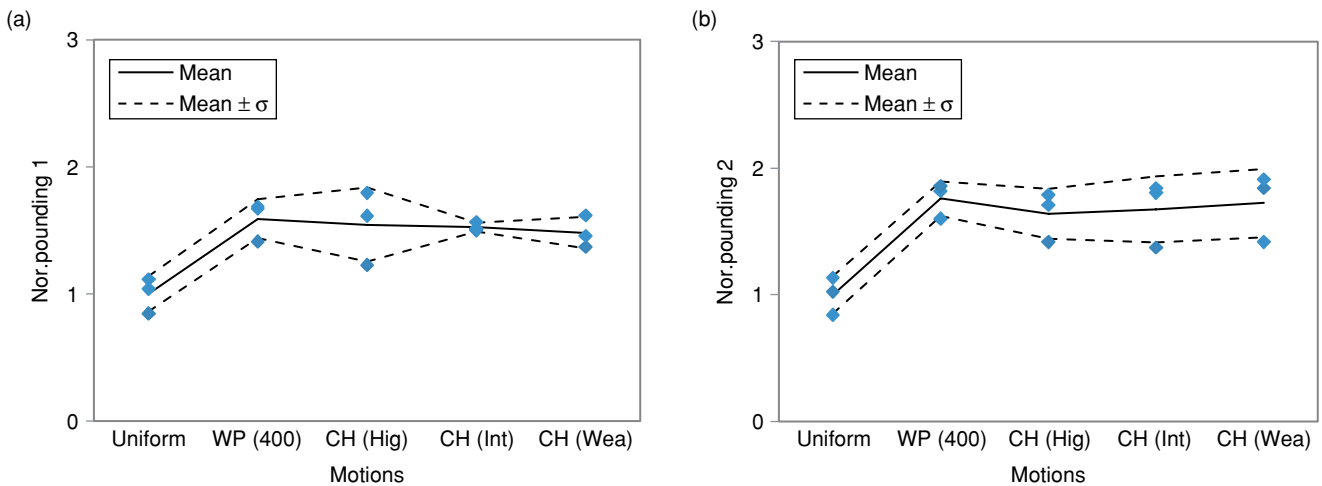 (a)
3
2
1
0
Nor.pounding 1
Mean
Mean ± σ
Uniform WP (400) CH (Hig) CH (Int) CH (Wea)
Motions
(b)
3
2
1
0
Nor.pounding 2
Mean
Mean ± σ
Uniform WP (400) CH (Hig) CH (Int) CH (Wea)
Motions